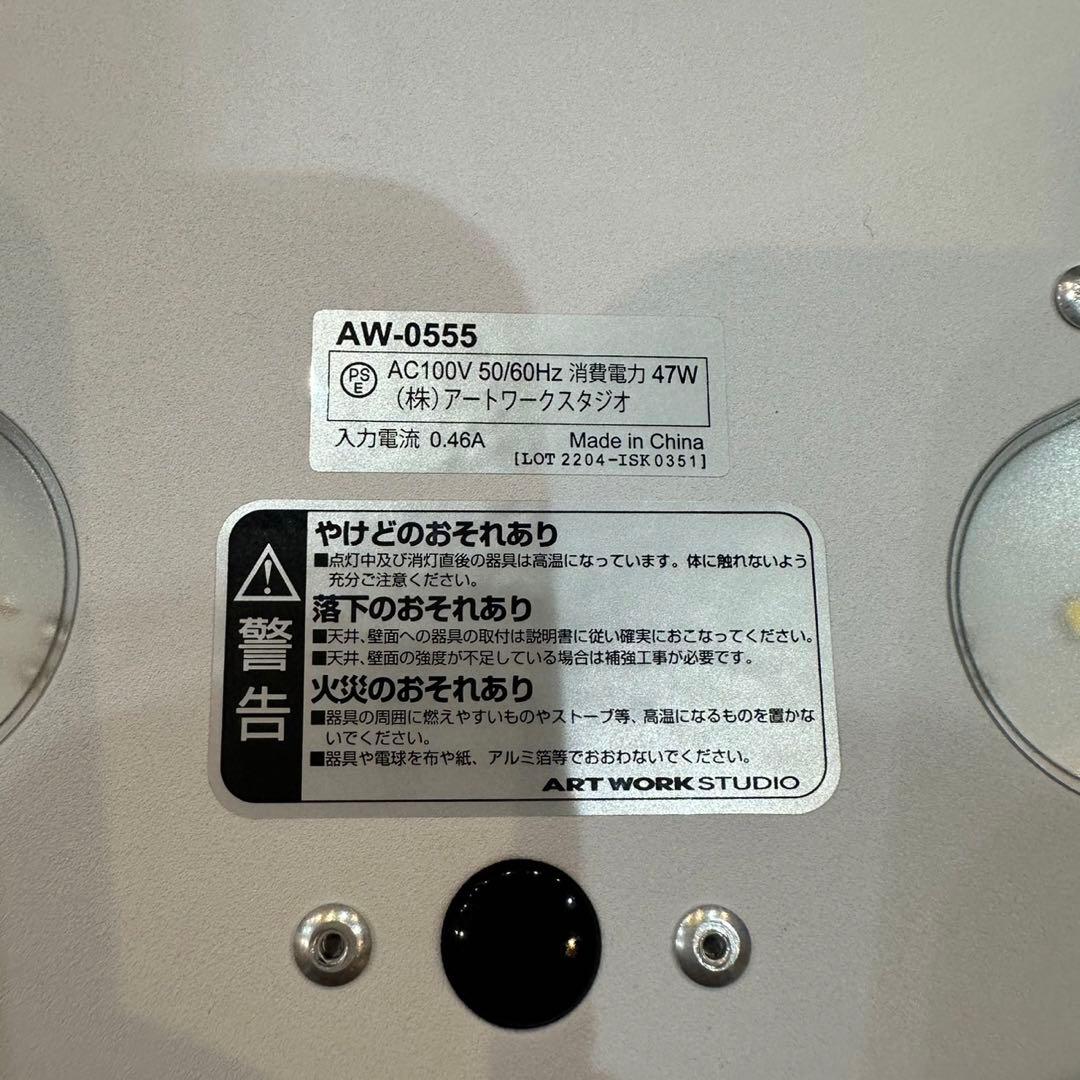 AW-0555
PSE AC100V 50/60Hz 消費電力 47W
(株)アートワークスタジオ
入力電流 0.46A Made in China
[LOT 2204-ISK0351]
警告
やけどのおそれあり
■点灯中及び消灯直後の器具は高温になっています。体に触れないよう
充分ご注意ください。
落下のおそれあり
■天井、壁面への器具の取付は説明書に従い確実におこなってください。
■天井、壁面の強度が不足している場合は補強工事が必要です。
火災のおそれあり
■器具の周囲に燃えやすいものやストーブ等、高温になるものを置かな
いでください。
■器具や電球を布や紙、アルミ箔等でおおわないでください。
ART WORK STUDIO